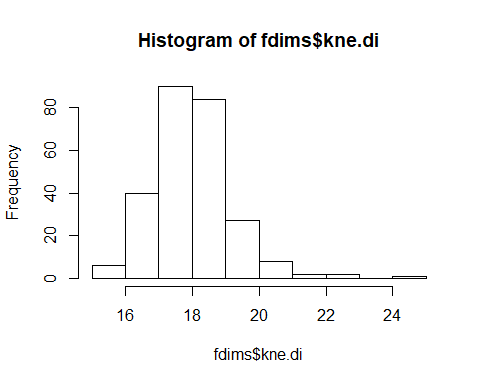 Histogram of fdims$kne.di
Frequency
0 20 40 60 80
16 18 20 22 24
fdims$kne.di